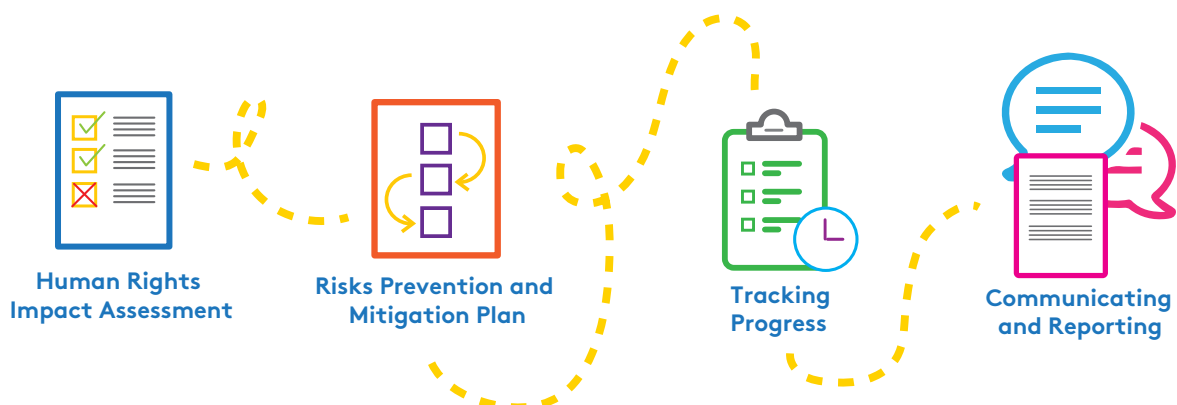 Human Rights
Impact Assessment
Risks Prevention and
Mitigation Plan
Tracking
Progress
Communicating
and Reporting